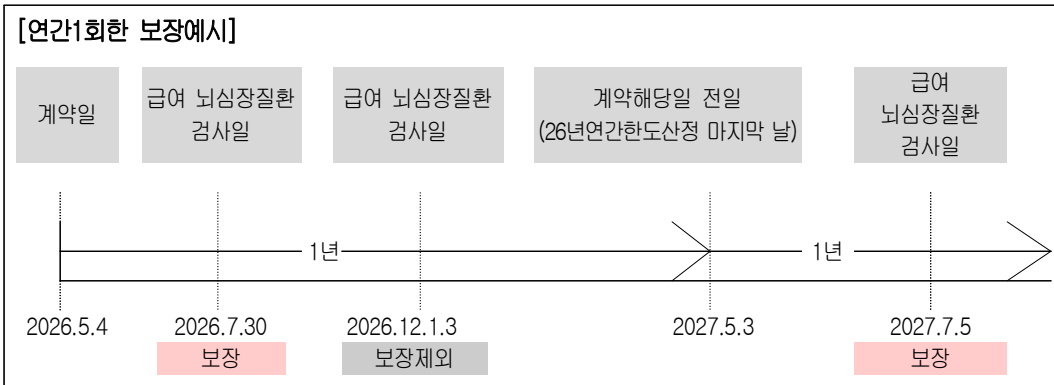 [연간1회한 보장예시]
계약일
급여 뇌심장질환
검사일
급여 뇌심장질환
검사일
계약해당일 전일
(26년연간한도산정 마지막 날)
급여
뇌심장질환
검사일
1년
1년
2026.5.4
2026.7.30
2026.12.1.3
2027.5.3
2027.7.5
보장
보장제외
보장